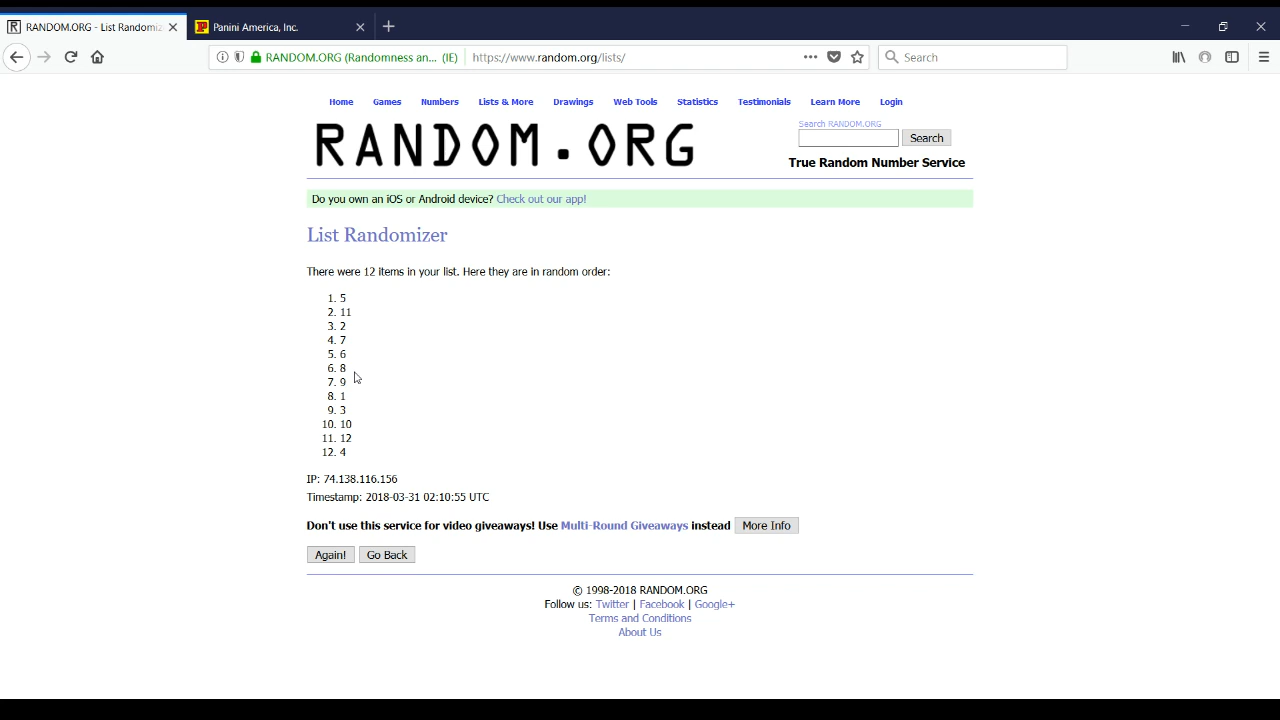 RANDOM.ORG - List Randomiz
Panini America, Inc.
RANDOM.ORG (Randomness an... (IE)
https://www.random.org/lists/
Search
Home Games Numbers Lists & More Drawings Web Tools Statistics Testimonials Learn More Login
RANDOM.ORG
Search RANDOM.ORG
Search
True Random Number Service
Do you own an iOS or Android device? Check out our app!
List Randomizer
There were 12 items in your list. Here they are in random order:
1. 5
2. 11
3. 2
4. 7
5. 6
6. 8
7. 9
8. 1
9. 3
10. 10
11. 12
12. 4
IP: 74.138.116.156
Timestamp: 2018-03-31 02:10:55 UTC
Don't use this service for video giveaways! Use Multi-Round Giveaways instead More Info
Again! Go Back
© 1998-2018 RANDOM.ORG
Follow us: Twitter | Facebook | Google+
Terms and Conditions
About Us